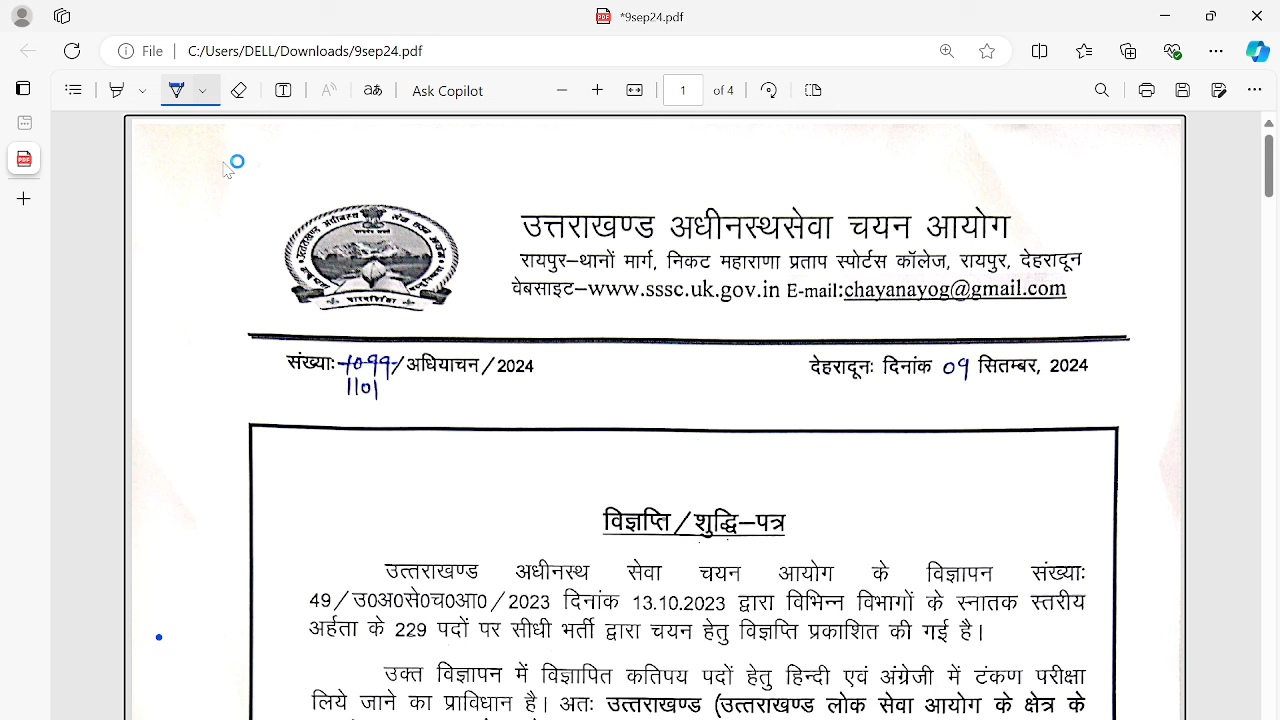 *9sep24.pdf
File
C:/Users/DELL/Downloads/9sep24.pdf
aあ
Ask Copilot
1 of 4
उत्तराखण्ड अधीनस्थसेवा चयन आयोग
रायपुर–थानों मार्ग, निकट महाराणा प्रताप स्पोर्टस कॉलेज, रायपुर, देहरादून
वेबसाइट–www.sssc.uk.gov.in E-mail:chayanayog@gmail.com
संख्याः 1099/अधियाचन/2024
देहरादूनः दिनांक 09 सितम्बर, 2024
1101
विज्ञप्ति/शुद्धि–पत्र
उत्तराखण्ड अधीनस्थ सेवा चयन आयोग के विज्ञापन संख्याः
49/उ0अ0से0च0आ0/2023 दिनांक 13.10.2023 द्वारा विभिन्न विभागों के स्नातक स्तरीय
अर्हता के 229 पदों पर सीधी भर्ती द्वारा चयन हेतु विज्ञप्ति प्रकाशित की गई है।
उक्त विज्ञापन में विज्ञापित कतिपय पदों हेतु हिन्दी एवं अंग्रेजी में टंकण परीक्षा
लिये जाने का प्राविधान है। अतः उत्तराखण्ड (उत्तराखण्ड लोक सेवा आयोग के क्षेत्र के